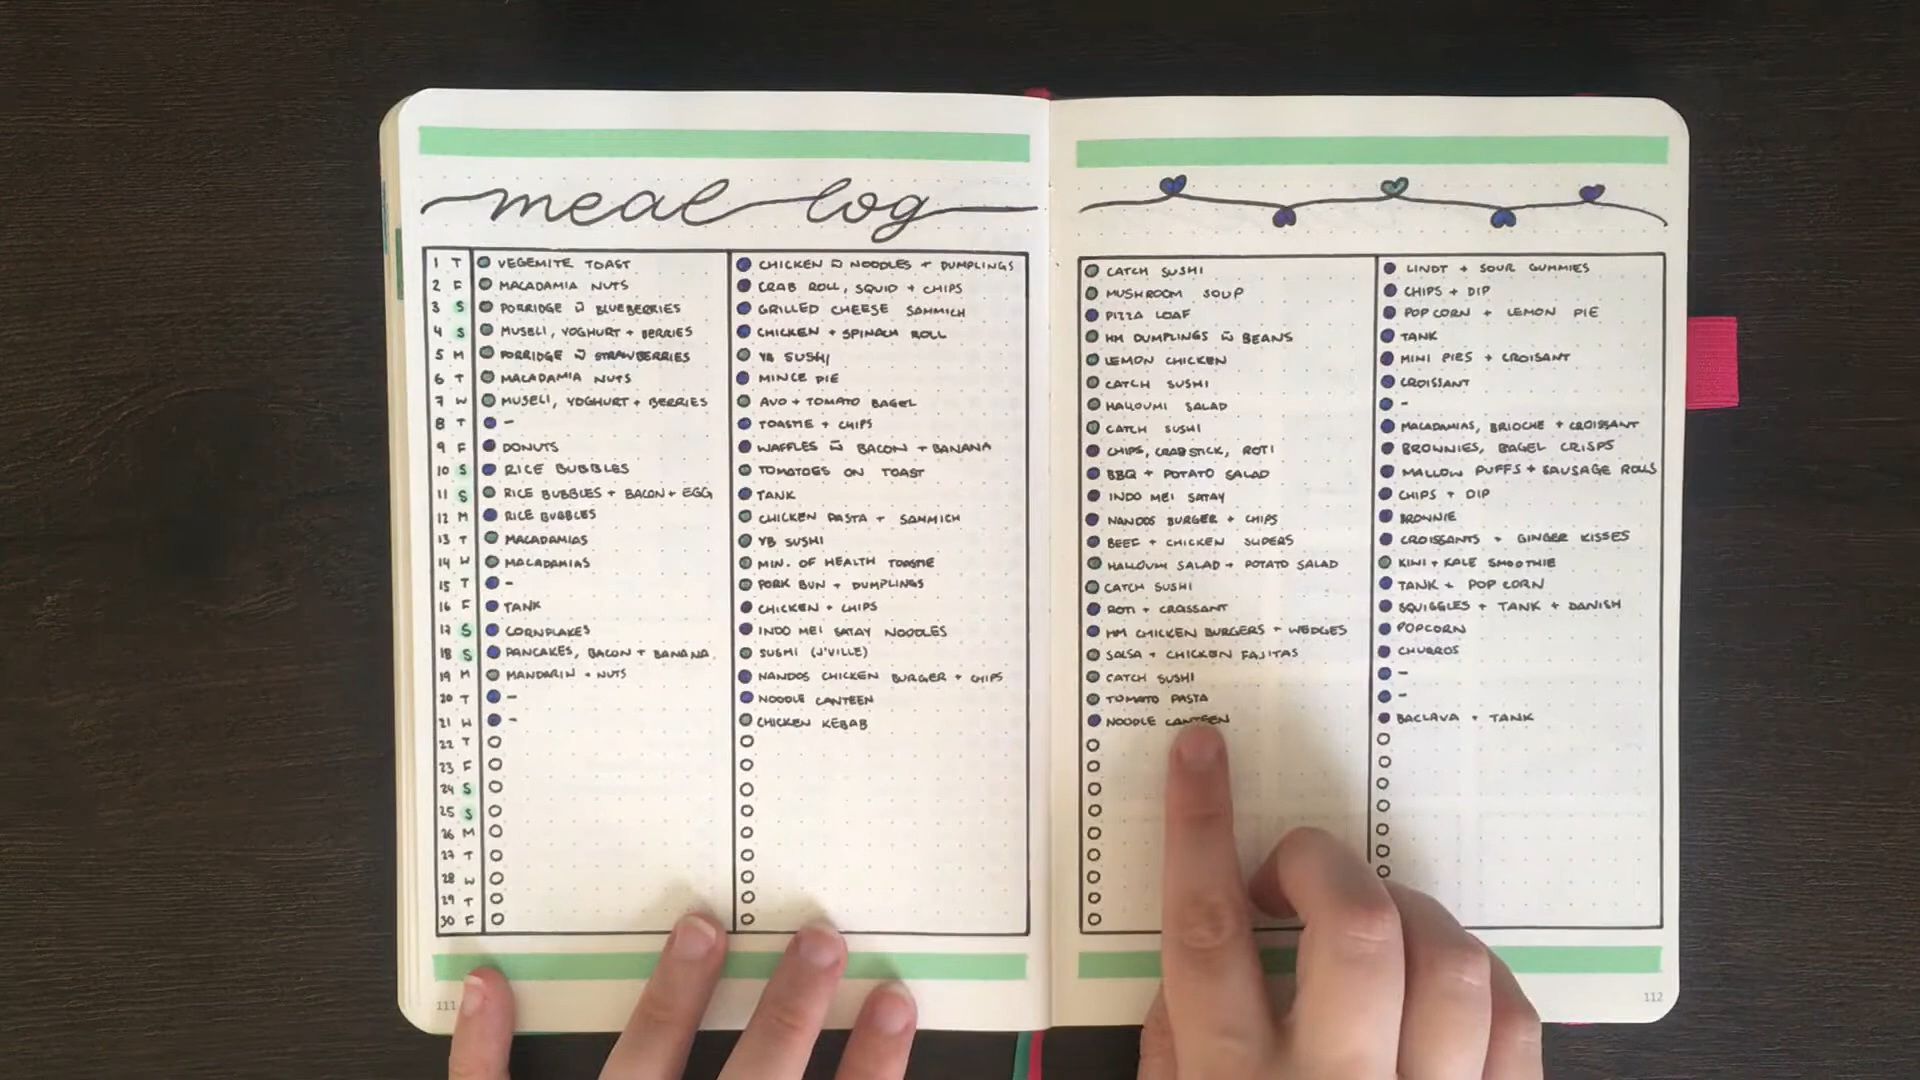 meal log
1 T VEGEMITE TOAST
2 F MACADAMIA NUTS
3 S PORRIDGE W BLUEBERRIES
4 S MUSELI, YOGHURT + BERRIES
5 M PORRIDGE W STRAWBERRIES
6 T MACADAMIA NUTS
7 W MUSELI, YOGHURT + BERRIES
8 T -
9 F DONUTS
10 S RICE BUBBLES
11 S RICE BUBBLES + BACON + EGG
12 M RICE BUBBLES
13 T MACADAMIAS
14 W MACADAMIAS
15 T -
16 F TANK
17 S CORNFLAKES
18 S PANCAKES, BACON + BANANA
19 M MANDARIN + NUTS
20 T -
21 W -
22 T
23 F
24 S
25 S
26 M
27 T
28 W
29 T
30 F
CHICKEN W NOODLES + DUMPLINGS
CRAB ROLL, SQUID + CHIPS
GRILLED CHEESE SAMMICH
CHICKEN + SPINACH ROLL
YB SUSHI
MINCE PIE
AVO + TOMATO BAGEL
TOASTIE + CHIPS
WAFFLES W BACON + BANANA
TOMATOES ON TOAST
TANK
CHICKEN PASTA + SAMMICH
YB SUSHI
MIN. OF HEALTH TOASTIE
PORK BUN + DUMPLINGS
CHICKEN + CHIPS
INDO MEI SATAY NOODLES
SUSHI (J'VILLE)
NANDOS CHICKEN BURGER + CHIPS
NOODLE CANTEEN
CHICKEN KEBAB
111
CATCH SUSHI
MUSHROOM SOUP
PIZZA LOAF
HM DUMPLINGS W BEANS
LEMON CHICKEN
CATCH SUSHI
HALLOUMI SALAD
CATCH SUSHI
CHIPS, CRABSTICK, ROTI
BBQ + POTATO SALAD
INDO MEI SATAY
NANDOS BURGER + CHIPS
BEEF + CHICKEN SLIDERS
HALLOUMI SALAD + POTATO SALAD
CATCH SUSHI
ROTI + CROISSANT
HM CHICKEN BURGERS + WEDGES
SALSA + CHICKEN FAJITAS
CATCH SUSHI
TOMATO PASTA
NOODLE CANTEEN
LINDT + SOUR GUMMIES
CHIPS + DIP
POPCORN + LEMON PIE
TANK
MINI PIES + CROISANT
CROISSANT
-
MACADAMIAS, BRIOCHE + CROISSANT
BROWNIES, BAGEL CRISPS
MALLOW PUFFS + SAUSAGE ROLLS
CHIPS + DIP
BROWNIE
CROISSANTS + GINGER KISSES
KIWI + KALE SMOOTHIE
TANK + POPCORN
SQUIGGLES + TANK + DANISH
POPCORN
CHURROS
-
-
BACLAVA + TANK
112